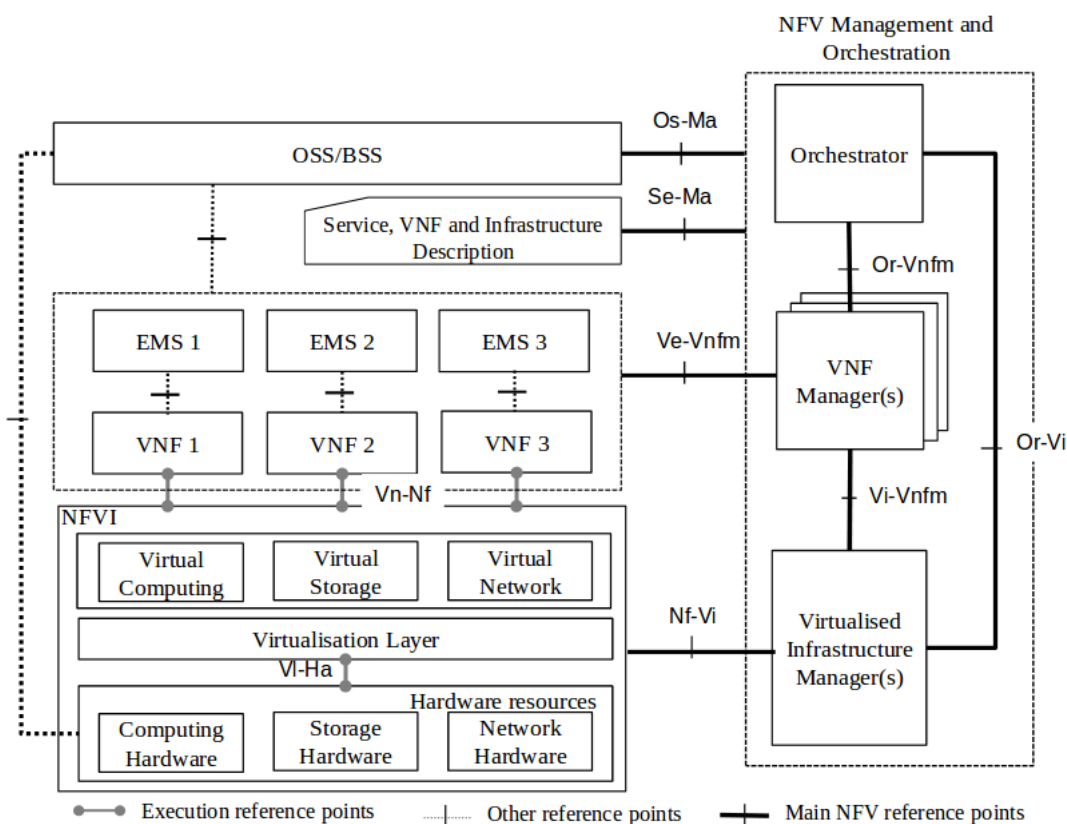 NFV Management and
Orchestration
OSS/BSS
Os-Ma
Orchestrator
Se-Ma
Service, VNF and Infrastructure
Description
Or-Vnfm
EMS 1
EMS 2
EMS 3
Ve-Vnfm
VNF
Manager(s)
VNF 1
VNF 2
VNF 3
Or-Vi
Vn-Nf
Vi-Vnfm
NFVI
Virtual
Computing
Virtual
Storage
Virtual
Network
Nf-Vi
Virtualised
Infrastructure
Manager(s)
Virtualisation Layer
Vl-Ha
Hardware resources
Computing
Hardware
Storage
Hardware
Network
Hardware
Execution reference points
Other reference points
Main NFV reference points